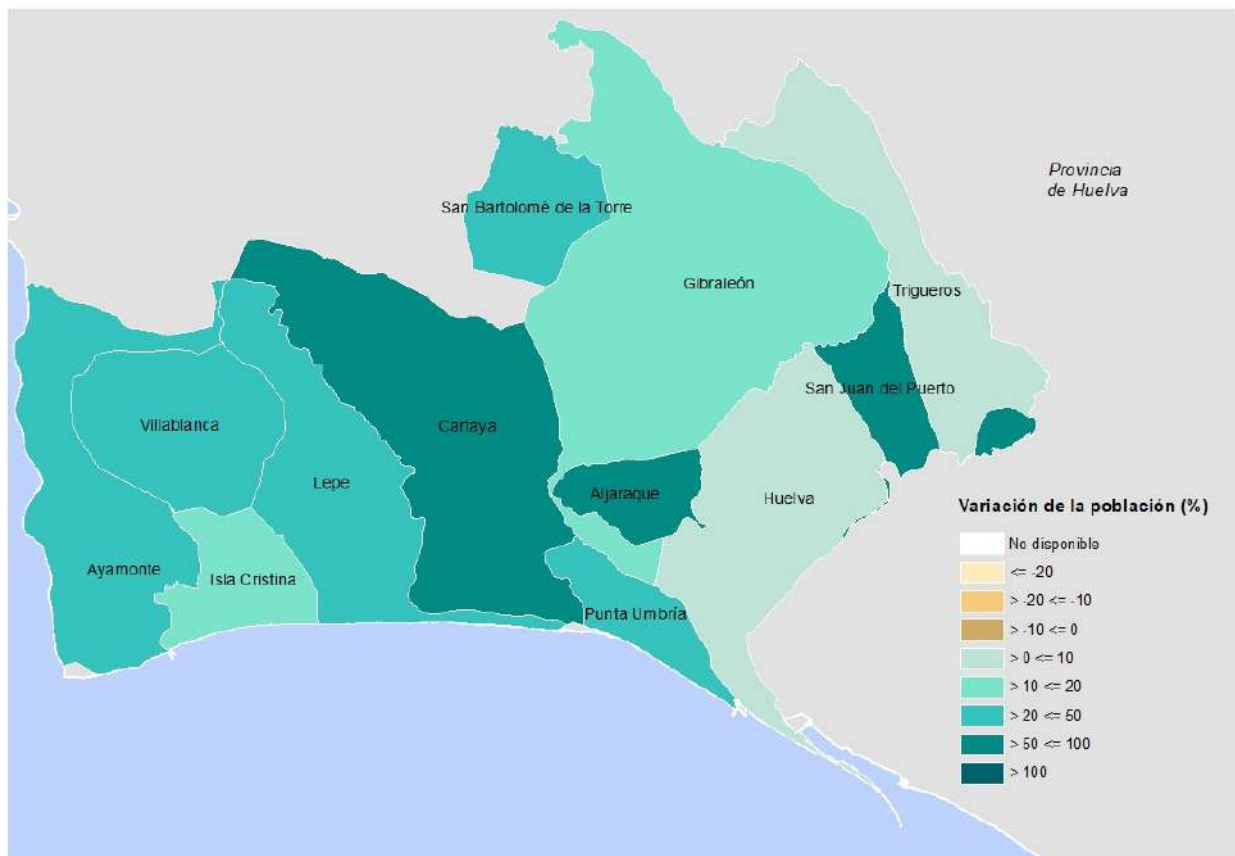 Provincia
de Huelva
San Bartolomé de la Torre
Gibraleón
Trigueros
San Juan del Puerto
Villablanca
Cartaya
Lepe
Aljaraque
Huelva
Ayamonte
Isla Cristina
Punta Umbría
Variación de la población (%)
No disponible
<= -20
> -20 <= -10
> -10 <= 0
> 0 <= 10
> 10 <= 20
> 20 <= 50
> 50 <= 100
> 100